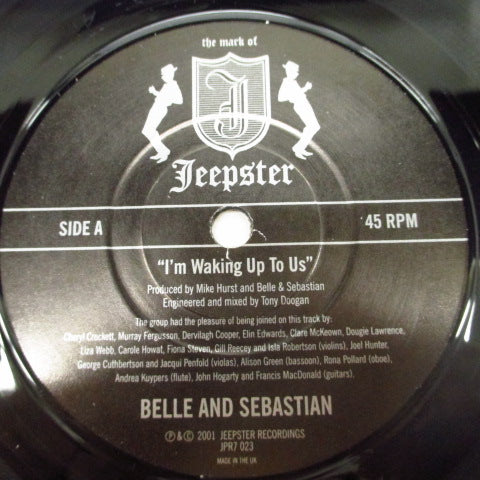 the mark of
J
Jeepster
SIDE A 45 RPM
“I'm Waking Up To Us”
Produced by Mike Hurst and Belle & Sebastian
Engineered and mixed by Tony Doogan
The group had the pleasure of being joined on this track by:
Cheryl Crockett, Murray Fergusson, Dervilagh Cooper, Elin Edwards, Clare McKeown, Dougie Lawrence,
Liza Webb, Carole Howat, Fiona Steven, Gill Reecey and Isla Robertson (violins), Joel Hunter,
George Cuthbertson and Jacqui Penfold (violas), Alison Green (bassoon), Rona Pollard (oboe),
Andrea Kuypers (flute), John Hogarty and Francis MacDonald (guitars).
BELLE AND SEBASTIAN
℗ & © 2001 JEEPSTER RECORDINGS
JPR7 023
MADE IN THE UK